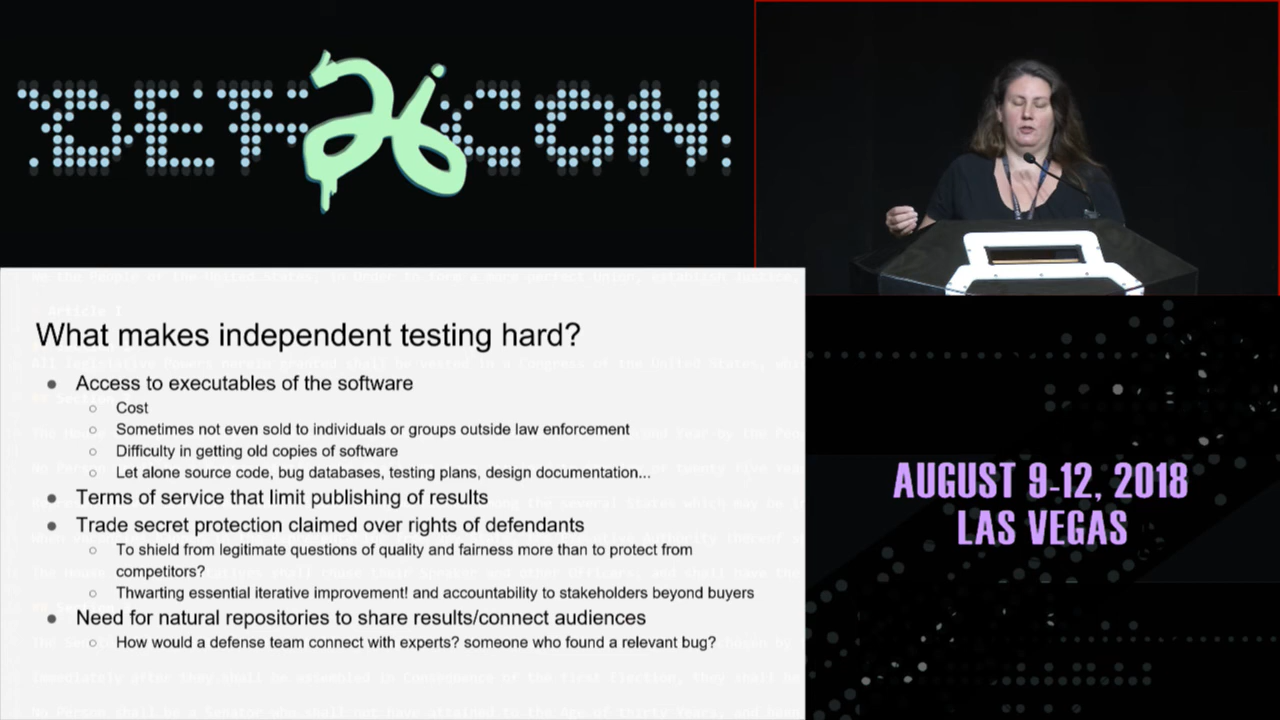 DEF CON 26
What makes independent testing hard?
● Access to executables of the software
○ Cost
○ Sometimes not even sold to individuals or groups outside law enforcement
○ Difficulty in getting old copies of software
○ Let alone source code, bug databases, testing plans, design documentation...
● Terms of service that limit publishing of results
● Trade secret protection claimed over rights of defendants
○ To shield from legitimate questions of quality and fairness more than to protect from
competitors?
○ Thwarting essential iterative improvement! and accountability to stakeholders beyond buyers
● Need for natural repositories to share results/connect audiences
○ How would a defense team connect with experts? someone who found a relevant bug?
AUGUST 9-12, 2018
LAS VEGAS